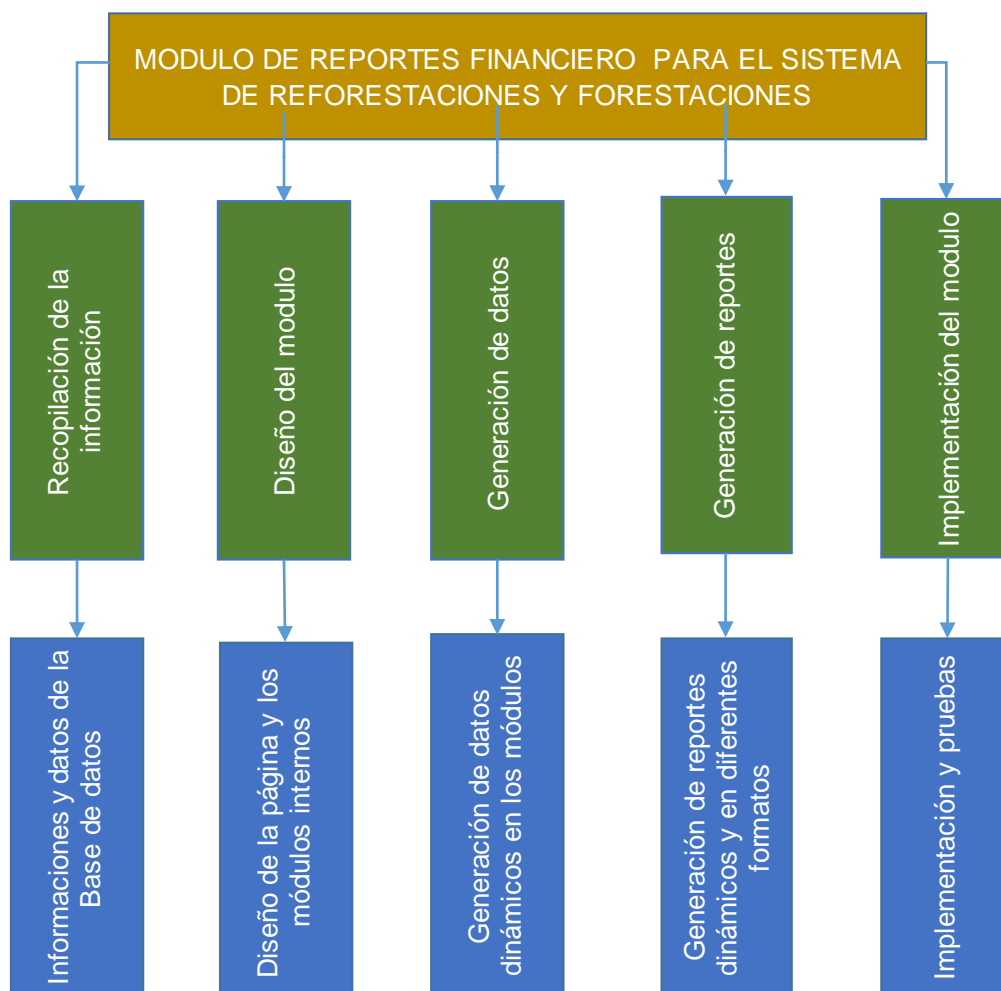 MODULO DE REPORTES FINANCIERO PARA EL SISTEMA
DE REFORESTACIONES Y FORESTACIONES
Recopilación de la
información
Diseño del modulo
Generación de datos
Generación de reportes
Implementación del modulo
Informaciones y datos de la
Base de datos
Diseño de la página y los
módulos internos
Generación de datos
dinámicos en los módulos
Generación de reportes
dinámicos y en diferentes
formatos
Implementación y pruebas